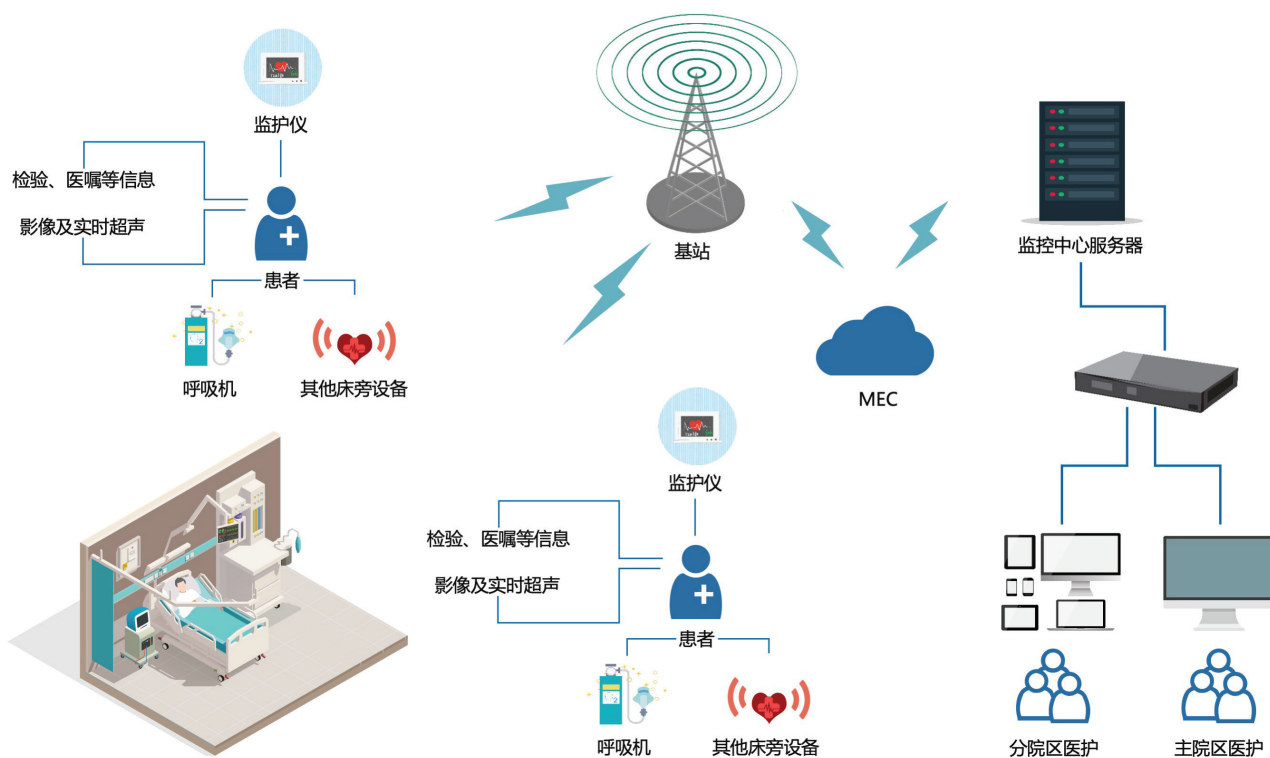 监护仪
检验、医嘱等信息
影像及实时超声
患者
呼吸机
其他床旁设备
基站
MEC
监控中心服务器
监护仪
检验、医嘱等信息
影像及实时超声
患者
呼吸机
其他床旁设备
分院区医护
主院区医护